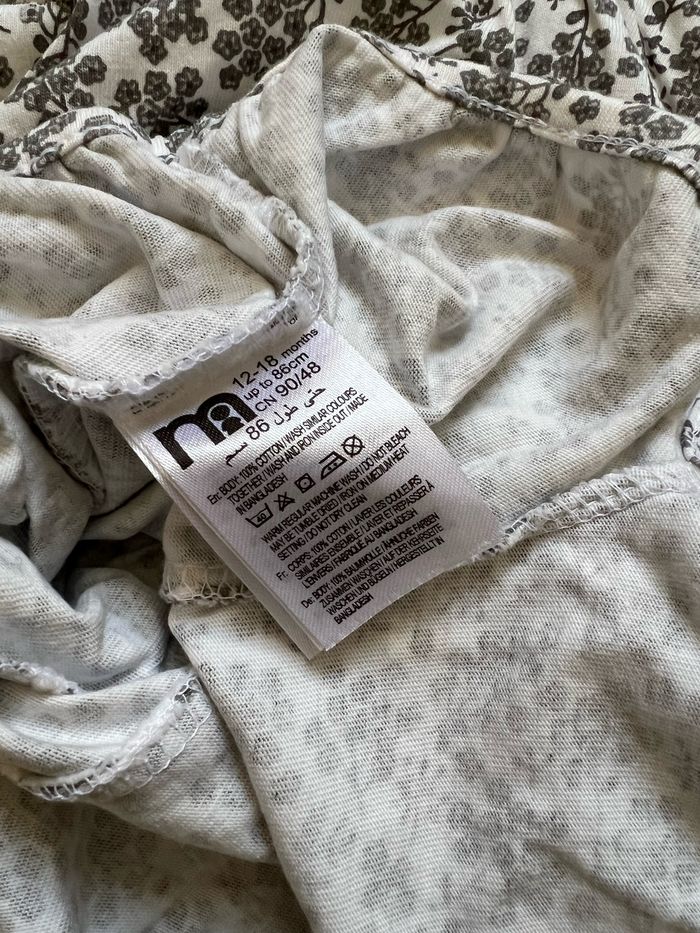 12-18 months
up to 86cm
CN 90/48
حتى طول 86 سم
En: BODY: 100% COTTON / WASH SIMILAR COLOURS
TOGETHER / WASH AND IRON INSIDE OUT / MADE
IN BANGLADESH
WARM REGULAR MACHINE WASH / DO NOT BLEACH
MAY BE TUMBLE DRIED / IRON ON MEDIUM HEAT
SETTING / DO NOT DRY CLEAN
Fr: CORPS: 100% COTON / LAVER LES COULEURS
SIMILAIRES ENSEMBLE / LAVER ET REPASSER À
L'ENVERS / FABRIQUÉ AU BANGLADESH
De: BODY: 100% BAUMWOLLE / ÄHNLICHE FARBEN
ZUSAMMEN WASCHEN / AUF DER KEHRSEITE
WASCHEN UND BÜGELN / HERGESTELLT IN
BANGLADESH